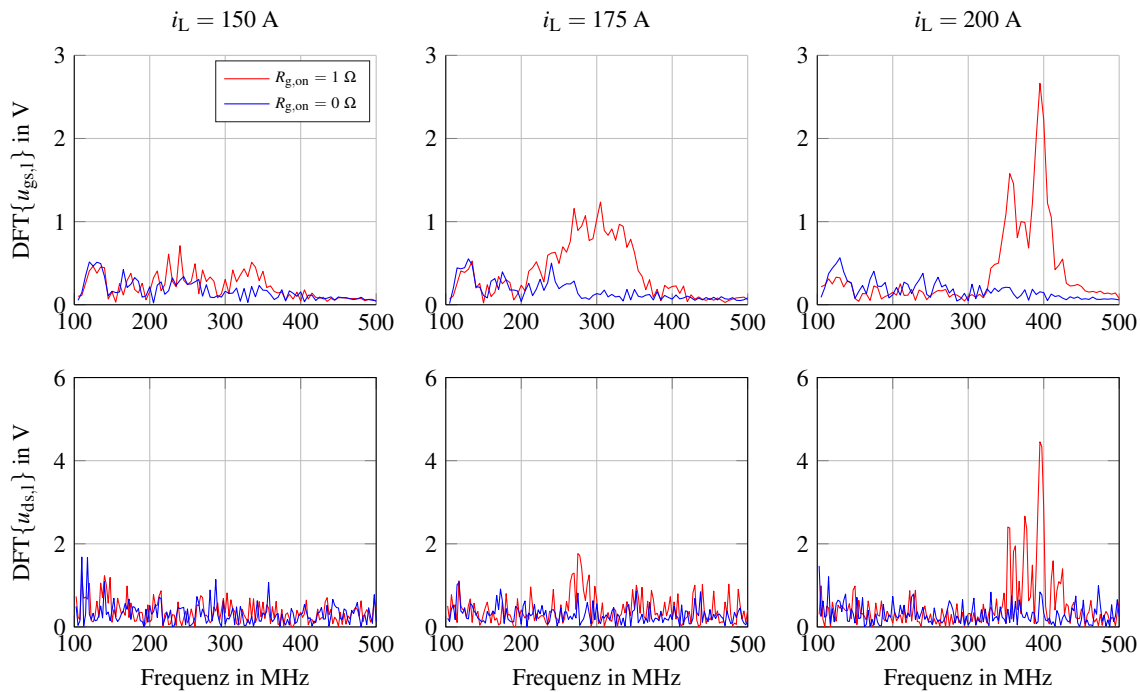 i_L = 150 A
i_L = 175 A
i_L = 200 A
DFT{u_gs,l} in V
3
2
1
0
R_g,on = 1 Ω
R_g,on = 0 Ω
100 200 300 400 500
3
2
1
0
100 200 300 400 500
3
2
1
0
100 200 300 400 500
DFT{u_ds,l} in V
6
4
2
0
100 200 300 400 500
Frequenz in MHz
6
4
2
0
100 200 300 400 500
Frequenz in MHz
6
4
2
0
100 200 300 400 500
Frequenz in MHz